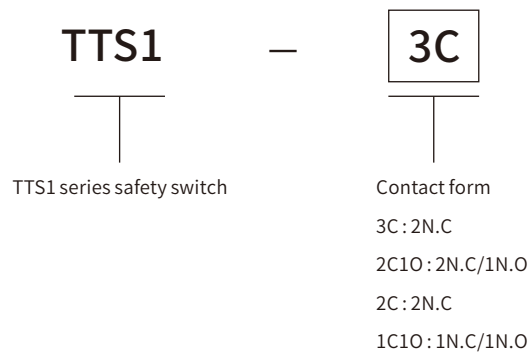 TTS1 – 3C
TTS1 series safety switch
Contact form
3C : 2N.C
2C1O : 2N.C/1N.O
2C : 2N.C
1C1O : 1N.C/1N.O